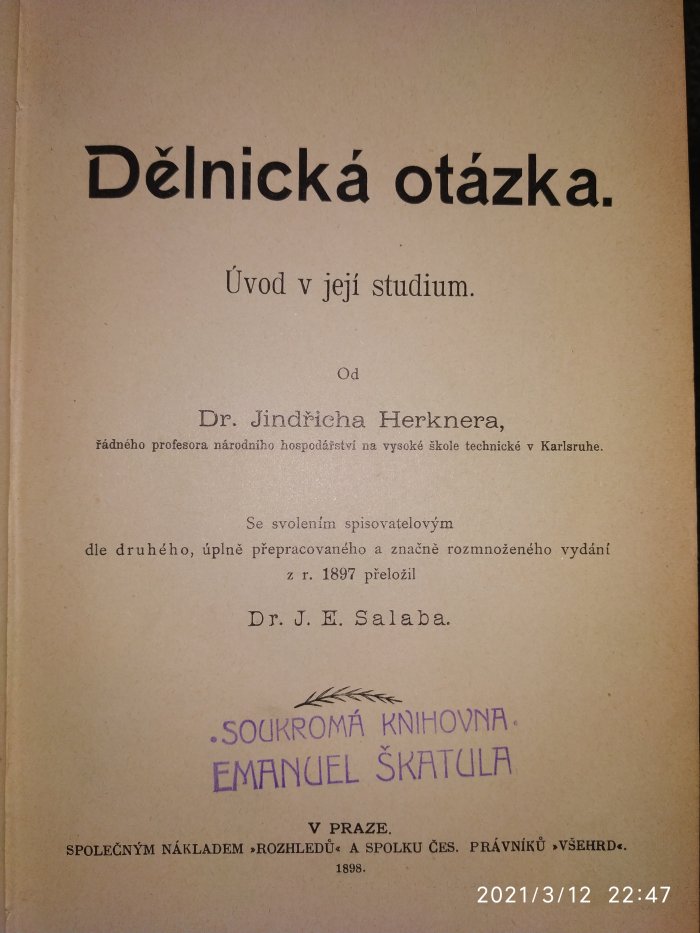 Dělnická otázka.
Úvod v její studium.
Od
Dr. Jindřicha Herknera,
řádného profesora národního hospodářství na vysoké škole technické v Karlsruhe.
Se svolením spisovatelovým
dle druhého, úplně přepracovaného a značně rozmnoženého vydání
z r. 1897 přeložil
Dr. J. E. Salaba.
•SOUKROMÁ KNIHOVNA•
EMANUEL ŠKATULA
V PRAZE.
SPOLEČNÝM NÁKLADEM »ROZHLEDŮ« A SPOLKU ČES. PRÁVNÍKŮ »VŠEHRD«.
1898.
2021/3/12 22:47